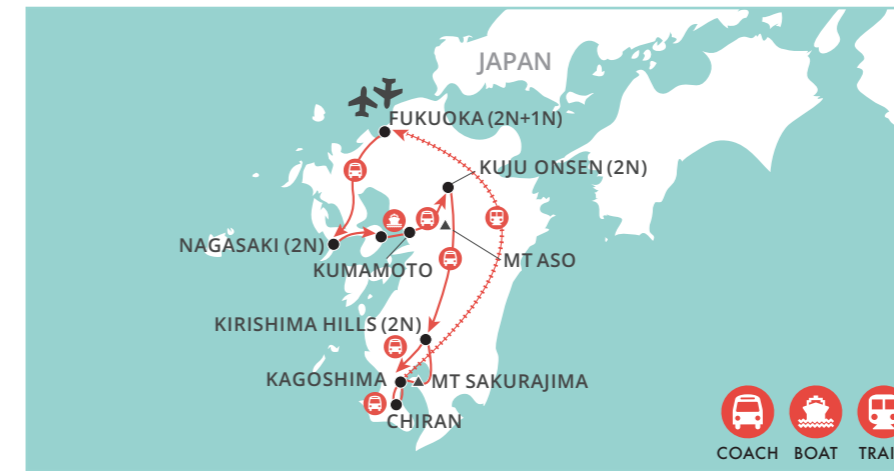 JAPAN
FUKUOKA (2N+1N)
KUJU ONSEN (2N)
NAGASAKI (2N)
KUMAMOTO
MT ASO
KIRISHIMA HILLS (2N)
KAGOSHIMA
MT SAKURAJIMA
CHIRAN
COACH BOAT TRAI